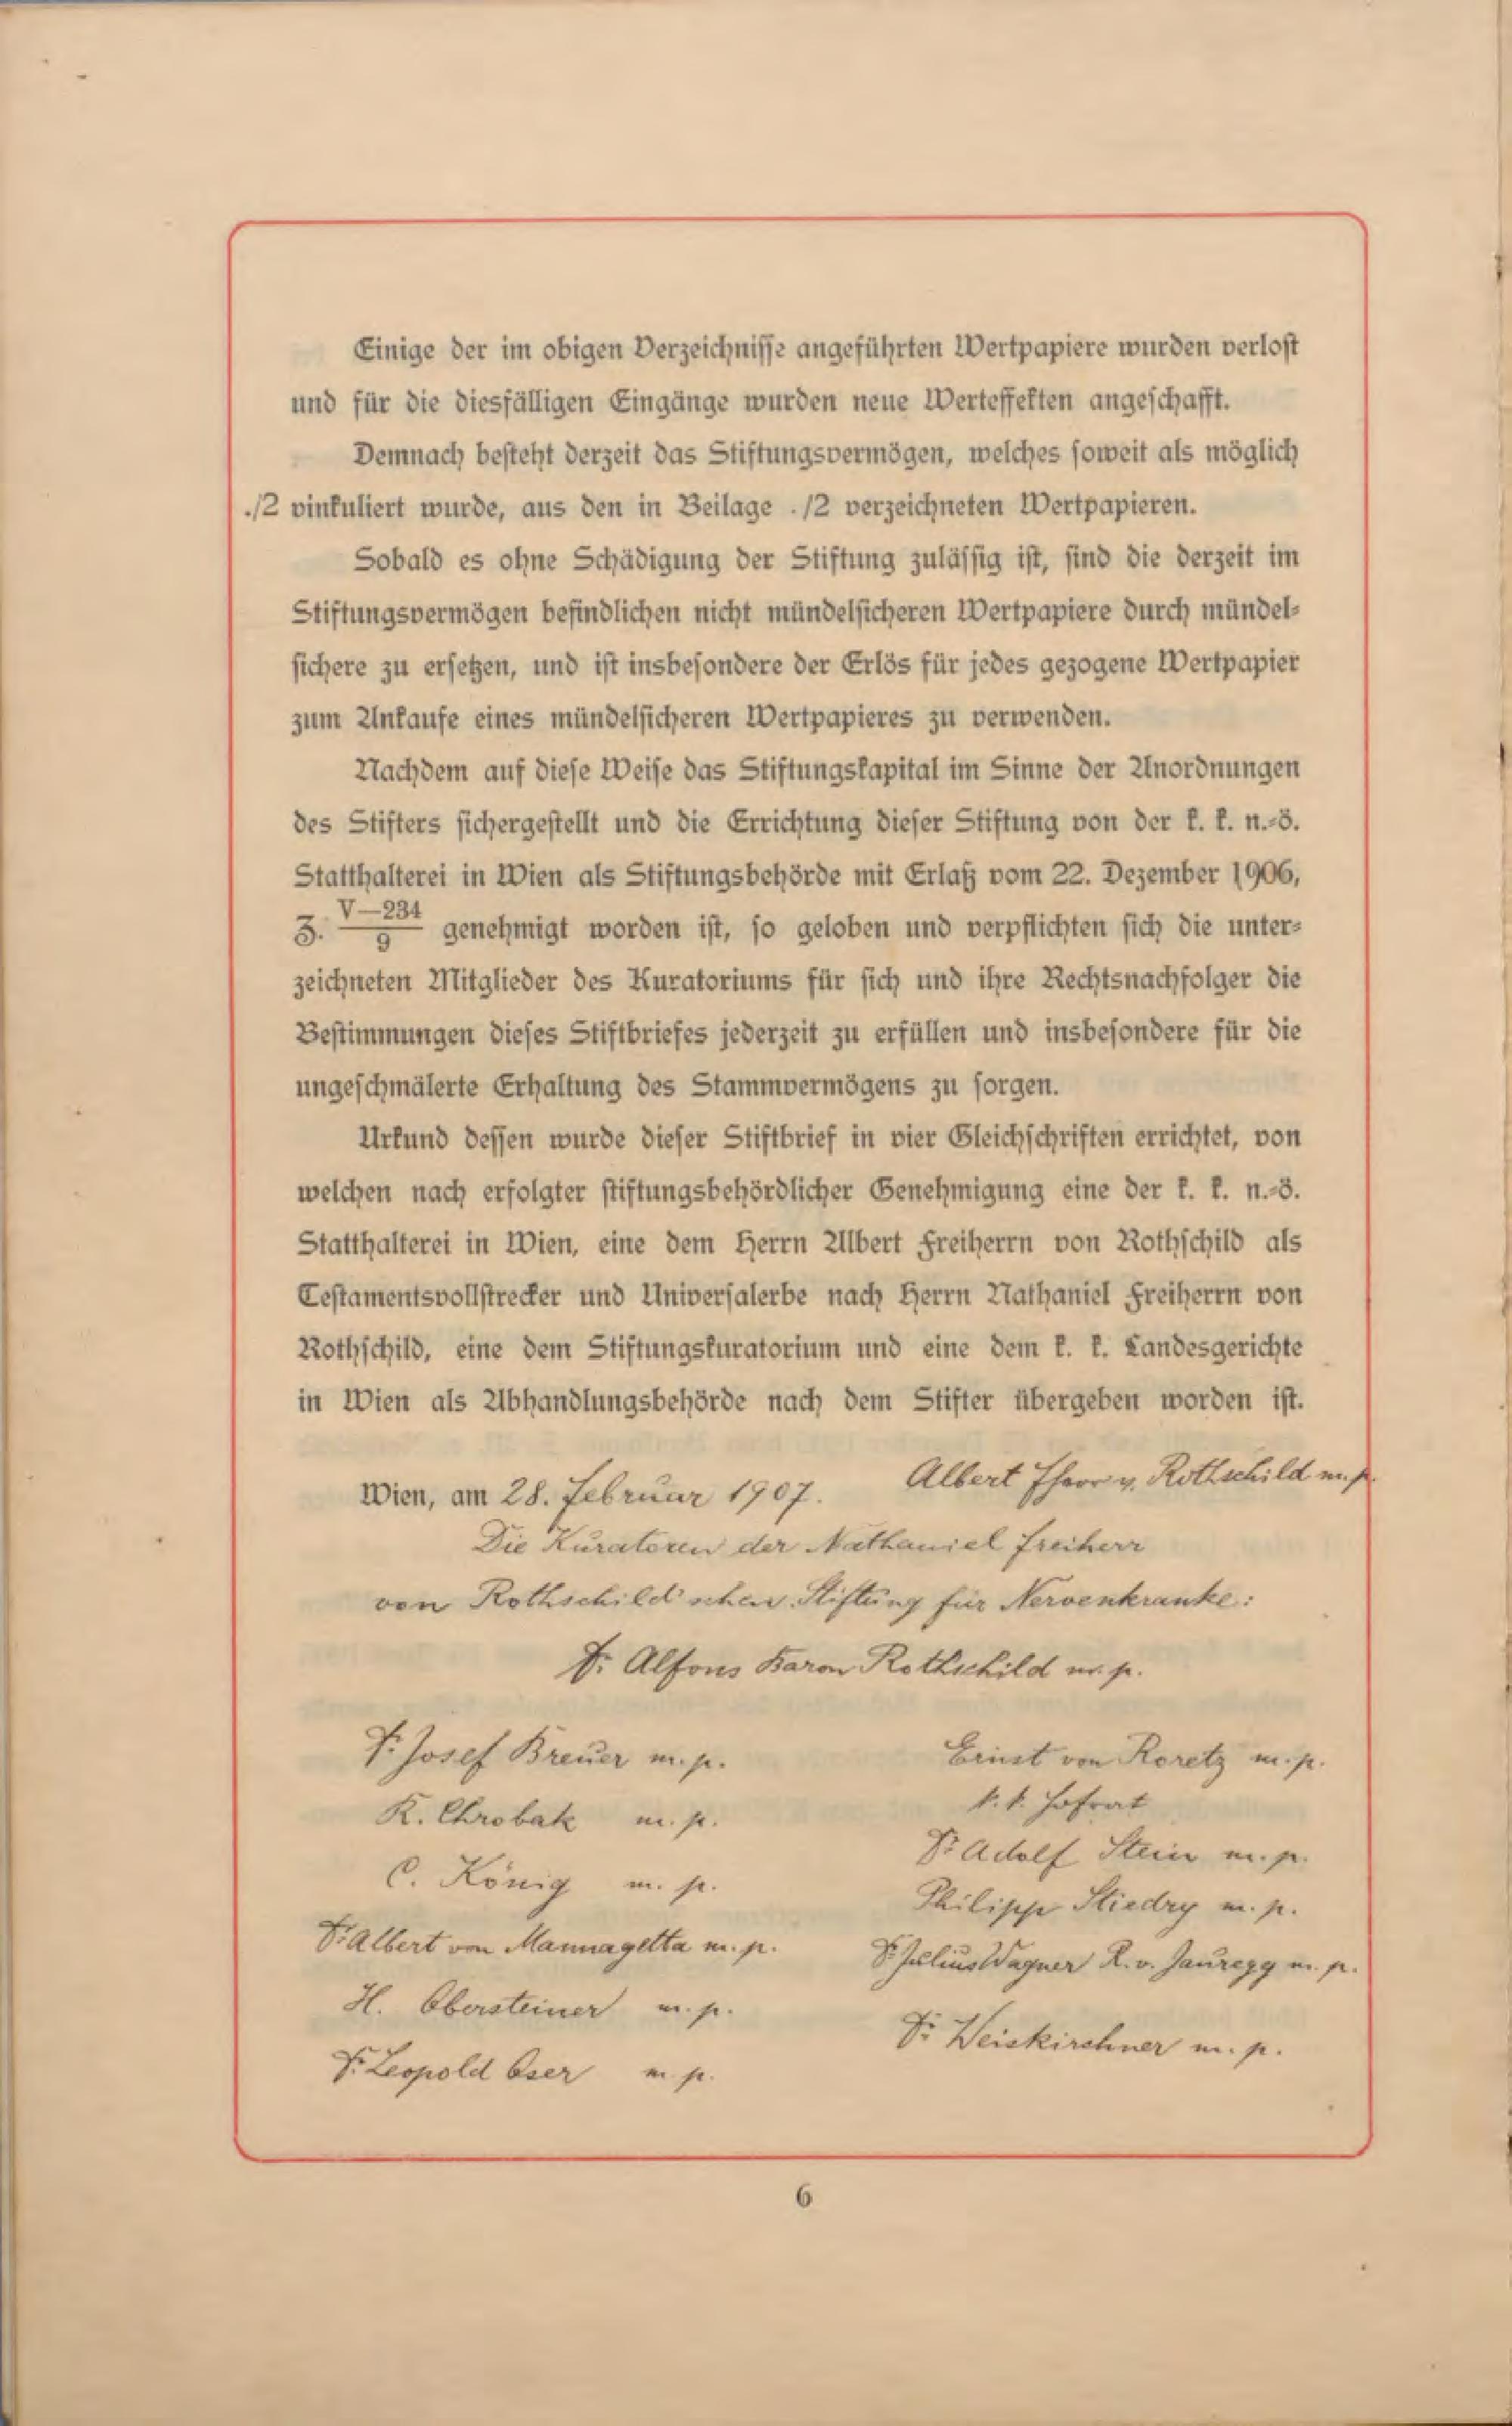 Einige der im obigen Verzeichnisse angeführten Wertpapiere wurden verlost
und für die diesfälligen Eingänge wurden neue Werteffekten angeschafft.
Demnach besteht derzeit das Stiftungsvermögen, welches soweit als möglich
./2 vinkuliert wurde, aus den in Beilage ./2 verzeichneten Wertpapieren.
Sobald es ohne Schädigung der Stiftung zulässig ist, sind die derzeit im
Stiftungsvermögen befindlichen nicht mündelsicheren Wertpapiere durch mündel-
sichere zu ersetzen, und ist insbesondere der Erlös für jedes gezogene Wertpapier
zum Ankaufe eines mündelsicheren Wertpapieres zu verwenden.
Nachdem auf diese Weise das Stiftungskapital im Sinne der Anordnungen
des Stifters sichergestellt und die Errichtung dieser Stiftung von der k. k. n.-ö.
Statthalterei in Wien als Stiftungsbehörde mit Erlaß vom 22. Dezember 1906,
Z. V—234/9 genehmigt worden ist, so geloben und verpflichten sich die unter-
zeichneten Mitglieder des Kuratoriums für sich und ihre Rechtsnachfolger die
Bestimmungen dieses Stiftbriefes jederzeit zu erfüllen und insbesondere für die
ungeschmälerte Erhaltung des Stammvermögens zu sorgen.
Urkund dessen wurde dieser Stiftbrief in vier Gleichschriften errichtet, von
welchen nach erfolgter stiftungsbehördlicher Genehmigung eine der k. k. n.-ö.
Statthalterei in Wien, eine dem Herrn Albert Freiherrn von Rothschild als
Testamentsvollstrecker und Universalerbe nach Herrn Nathaniel Freiherrn von
Rothschild, eine dem Stiftungskuratorium und eine dem k. k. Landesgerichte
in Wien als Abhandlungsbehörde nach dem Stifter übergeben worden ist.
Albert Fherr v. Rothschild m. p.
Wien, am 28. Februar 1907.
Die Kuratoren der Nathaniel Freiherr
von Rothschild'schen Stiftung für Nervenkranke:
Dr. Alfons Baron Rothschild m. p.
Dr. Josef Breuer m. p.
K. Chrobak m. p.
C. König m. p.
Dr. Albert von Mannagetta m. p.
H. Obersteiner m. p.
Dr. Leopold Oser m. p.
Ernst von Roretz m. p.
k. k. Hofrat
Dr. Adolf Stein m. p.
Philipp Stiedry m. p.
Dr. Julius Wagner R. v. Jauregg m. p.
Dr. Weiskirchner m. p.
6